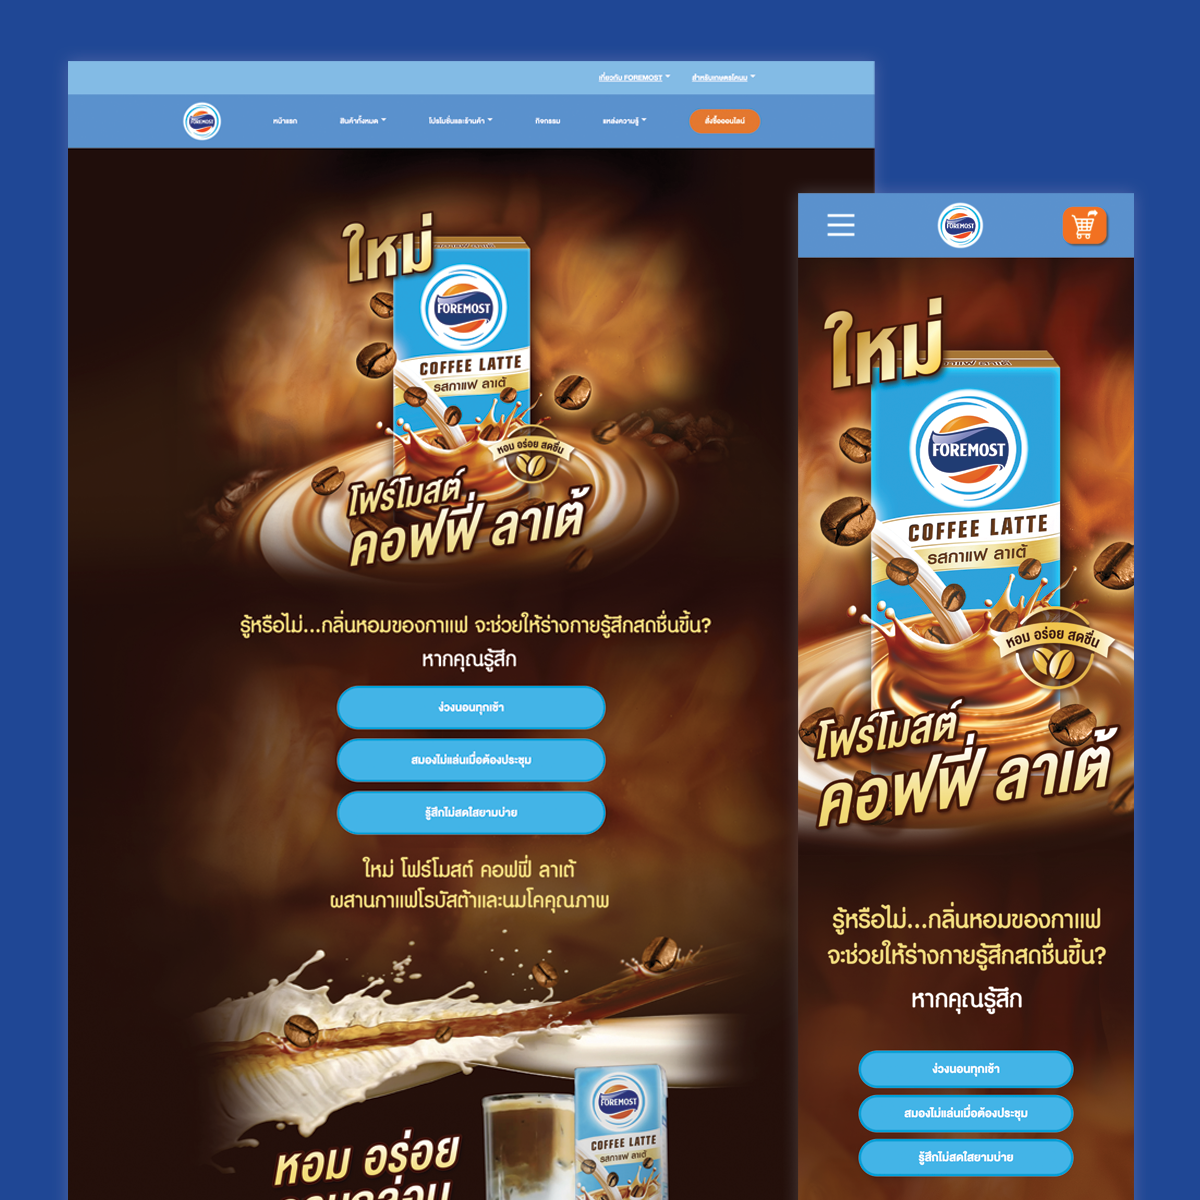 เกี่ยวกับ FOREMOST
สำหรับเกษตรโคนม
FOREMOST
หน้าแรก
สินค้าทั้งหมด
โปรโมชั่นและร้านค้า
กิจกรรม
แหล่งความรู้
สั่งซื้อออนไลน์
ใหม่
FOREMOST
COFFEE LATTE
รสกาแฟ ลาเต้
หอม อร่อย สดชื่น
โฟร์โมสต์
คอฟฟี่ ลาเต้
รู้หรือไม่...กลิ่นหอมของกาแฟ จะช่วยให้ร่างกายรู้สึกสดชื่นขึ้น?
หากคุณรู้สึก
ง่วงนอนทุกเช้า
สมองไม่แล่นเมื่อต้องประชุม
รู้สึกไม่สดใสยามบ่าย
ใหม่ โฟร์โมสต์ คอฟฟี่ ลาเต้
ผสานกาแฟโรบัสต้าและนมโคคุณภาพ
FOREMOST
COFFEE LATTE
รสกาแฟ ลาเต้
หอม อร่อย
FOREMOST
ใหม่
FOREMOST
COFFEE LATTE
รสกาแฟ ลาเต้
หอม อร่อย สดชื่น
โฟร์โมสต์
คอฟฟี่ ลาเต้
รู้หรือไม่...กลิ่นหอมของกาแฟ
จะช่วยให้ร่างกายรู้สึกสดชื่นขึ้น?
หากคุณรู้สึก
ง่วงนอนทุกเช้า
สมองไม่แล่นเมื่อต้องประชุม
รู้สึกไม่สดใสยามบ่าย